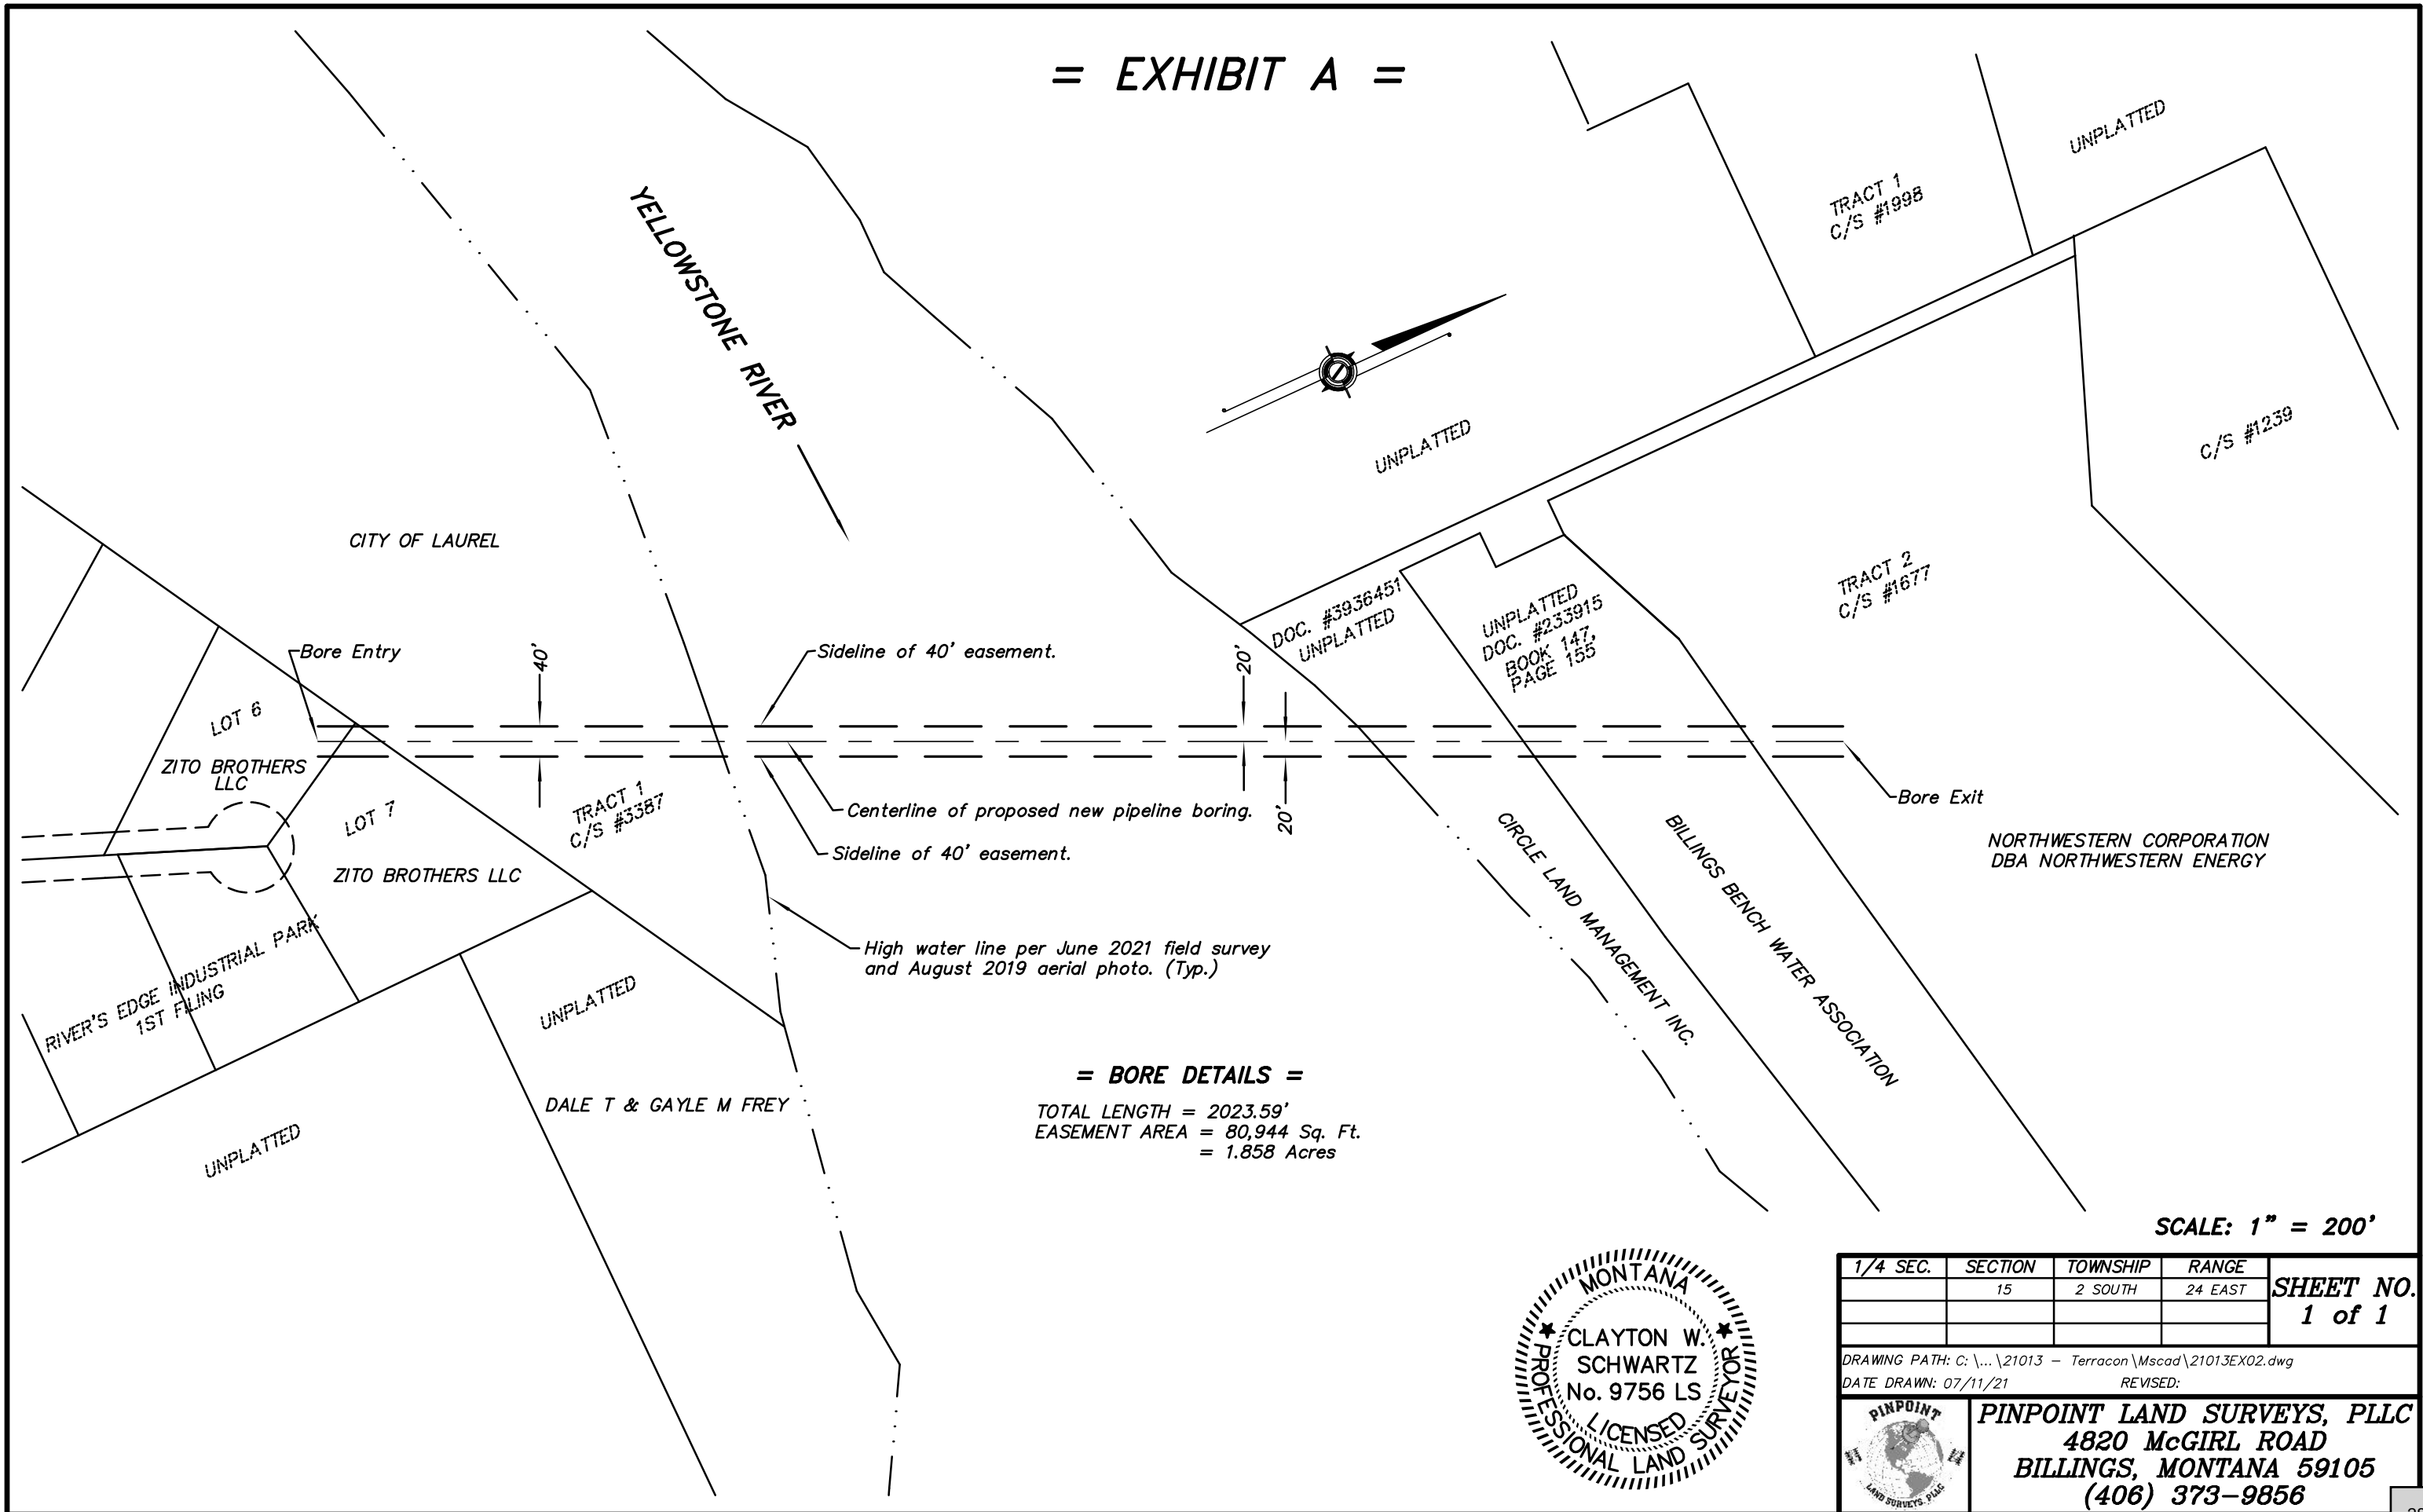 = EXHIBIT A =
UNPLATTED
TRACT 1
C/S #1998
YELLOWSTONE RIVER
C/S #1239
UNPLATTED
CITY OF LAUREL
TRACT 2
C/S #1677
DOC. #3936451
UNPLATTED
UNPLATTED
DOC. #233915
BOOK 147,
PAGE 155
Bore Entry
40'
Sideline of 40' easement.
20'
LOT 6
ZITO BROTHERS
LLC
LOT 7
TRACT 1
C/S #3387
Centerline of proposed new pipeline boring.
20'
Bore Exit
Sideline of 40' easement.
ZITO BROTHERS LLC
CIRCLE LAND MANAGEMENT INC.
BILLINGS BENCH WATER ASSOCIATION
NORTHWESTERN CORPORATION
DBA NORTHWESTERN ENERGY
High water line per June 2021 field survey
and August 2019 aerial photo. (Typ.)
RIVER'S EDGE INDUSTRIAL PARK
1ST FILING
UNPLATTED
DALE T & GAYLE M FREY
UNPLATTED
= BORE DETAILS =
TOTAL LENGTH = 2023.59'
EASEMENT AREA = 80,944 Sq. Ft.
= 1.858 Acres
SCALE: 1" = 200'
MONTANA
CLAYTON W.
SCHWARTZ
No. 9756 LS
LICENSED
PROFESSIONAL LAND SURVEYOR
1/4 SEC. SECTION TOWNSHIP RANGE
15 2 SOUTH 24 EAST
SHEET NO.
1 of 1
DRAWING PATH: C:\...\21013 - Terracon\Mscad\21013EX02.dwg
DATE DRAWN: 07/11/21 REVISED:
PINPOINT
LAND SURVEYS, PLLC
PINPOINT LAND SURVEYS, PLLC
4820 McGIRL ROAD
BILLINGS, MONTANA 59105
(406) 373-9856